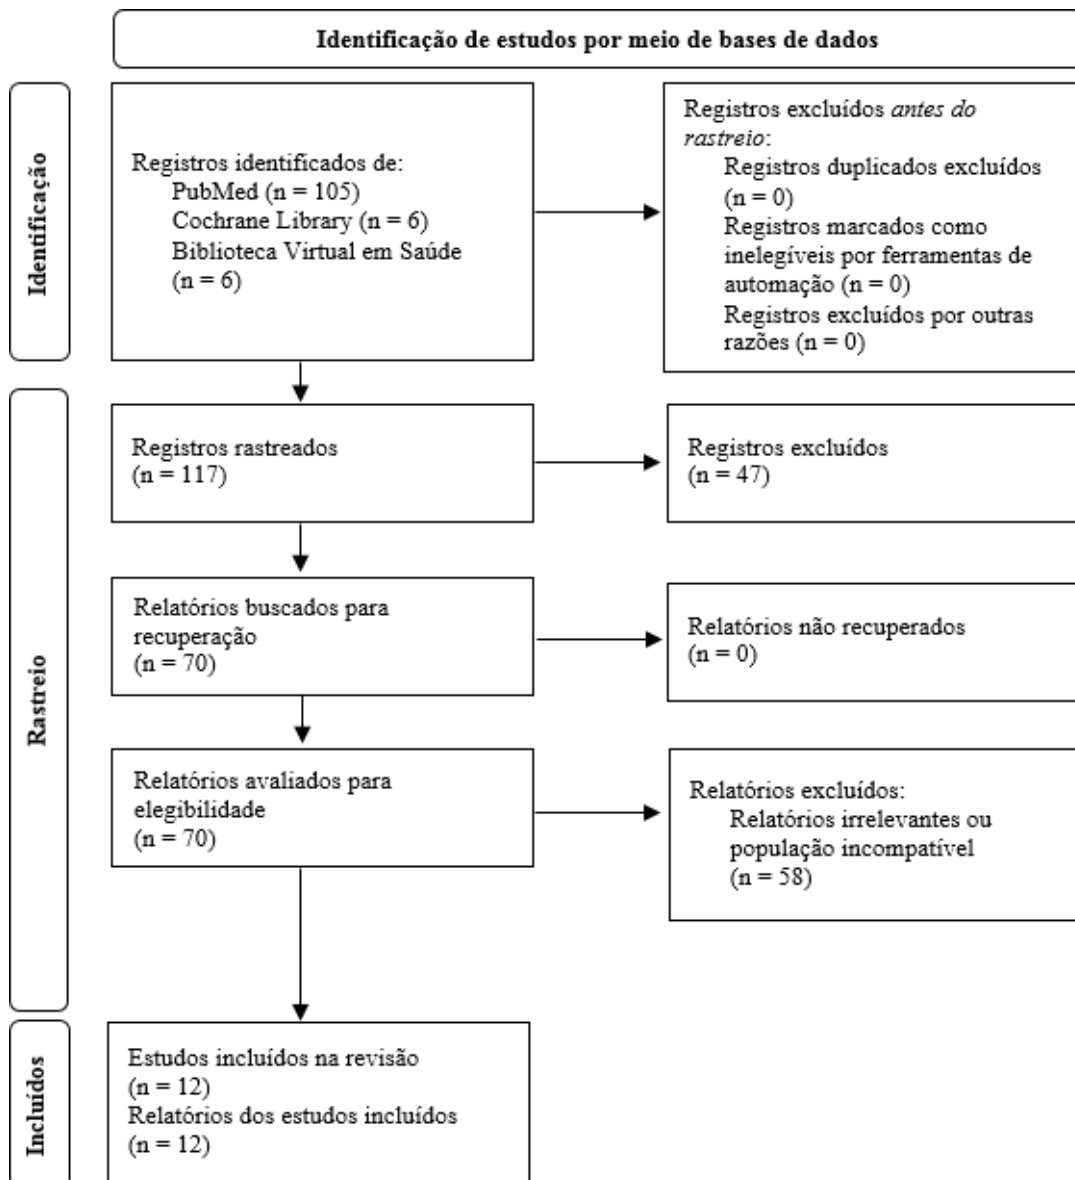 Identificação de estudos por meio de bases de dados
Identificação
Registros identificados de:
PubMed (n = 105)
Cochrane Library (n = 6)
Biblioteca Virtual em Saúde
(n = 6)
Registros excluídos antes do
rastreio:
Registros duplicados excluídos
(n = 0)
Registros marcados como
inelegíveis por ferramentas de
automação (n = 0)
Registros excluídos por outras
razões (n = 0)
Rastreio
Registros rastreados
(n = 117)
Registros excluídos
(n = 47)
Relatórios buscados para
recuperação
(n = 70)
Relatórios não recuperados
(n = 0)
Relatórios avaliados para
elegibilidade
(n = 70)
Relatórios excluídos:
Relatórios irrelevantes ou
população incompatível
(n = 58)
Incluídos
Estudos incluídos na revisão
(n = 12)
Relatórios dos estudos incluídos
(n = 12)